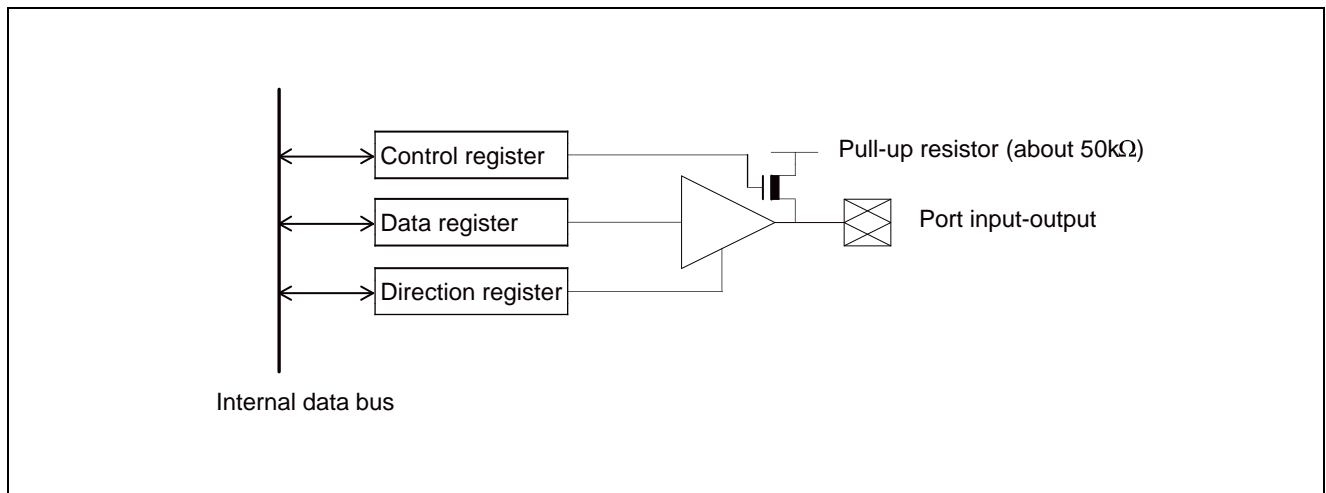 Control register
Pull-up resistor (about 50kΩ)
Data register
Port input-output
Direction register
Internal data bus